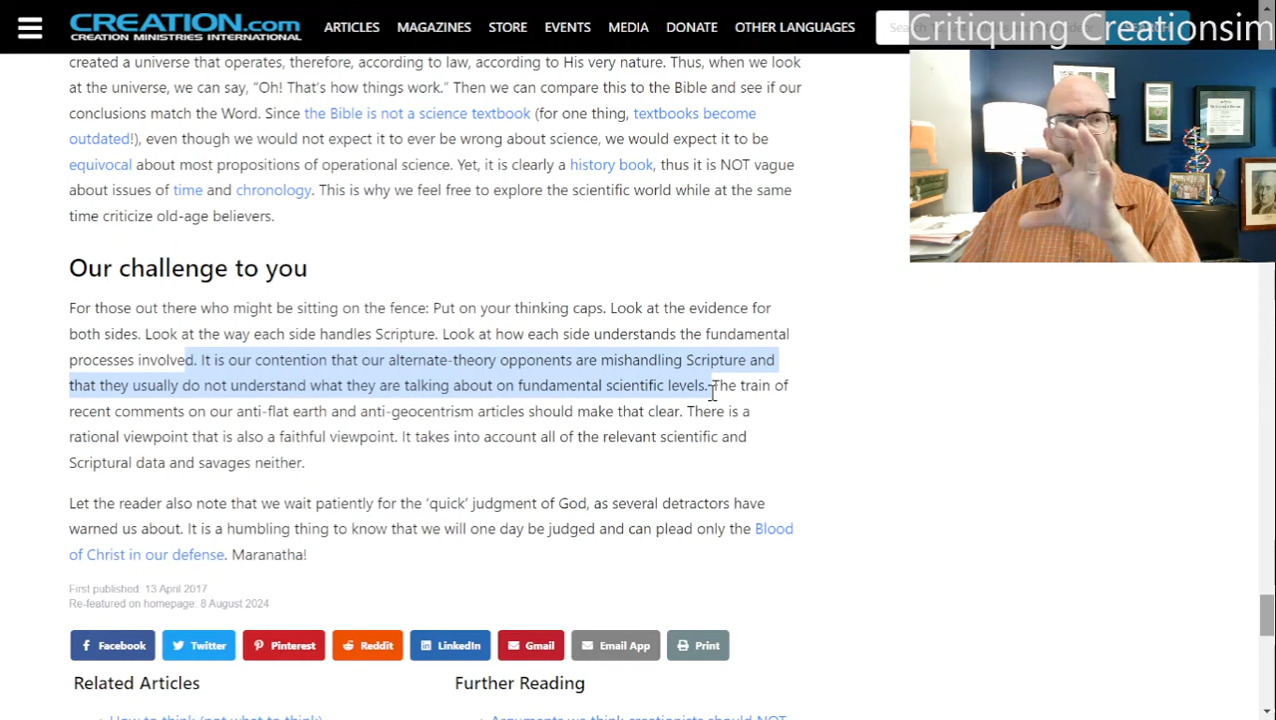 CREATION.com
CREATION MINISTRIES INTERNATIONAL
ARTICLES MAGAZINES STORE EVENTS MEDIA DONATE OTHER LANGUAGES
Critiquing Creationsim
created a universe that operates, therefore, according to law, according to His very nature. Thus, when we look
at the universe, we can say, “Oh! That’s how things work.” Then we can compare this to the Bible and see if our
conclusions match the Word. Since the Bible is not a science textbook (for one thing, textbooks become
outdated!), even though we would not expect it to ever be wrong about science, we would expect it to be
equivocal about most propositions of operational science. Yet, it is clearly a history book, thus it is NOT vague
about issues of time and chronology. This is why we feel free to explore the scientific world while at the same
time criticize old-age believers.
Our challenge to you
For those out there who might be sitting on the fence: Put on your thinking caps. Look at the evidence for
both sides. Look at the way each side handles Scripture. Look at how each side understands the fundamental
processes involved. It is our contention that our alternate-theory opponents are mishandling Scripture and
that they usually do not understand what they are talking about on fundamental scientific levels. The train of
recent comments on our anti-flat earth and anti-geocentrism articles should make that clear. There is a
rational viewpoint that is also a faithful viewpoint. It takes into account all of the relevant scientific and
Scriptural data and savages neither.
Let the reader also note that we wait patiently for the ‘quick’ judgment of God, as several detractors have
warned us about. It is a humbling thing to know that we will one day be judged and can plead only the Blood
of Christ in our defense. Maranatha!
First published: 13 April 2017
Re-featured on homepage: 8 August 2024
Facebook Twitter Pinterest Reddit LinkedIn Gmail Email App Print
Related Articles
Further Reading
How to think (not what to think)
Arguments we think creationists should NOT